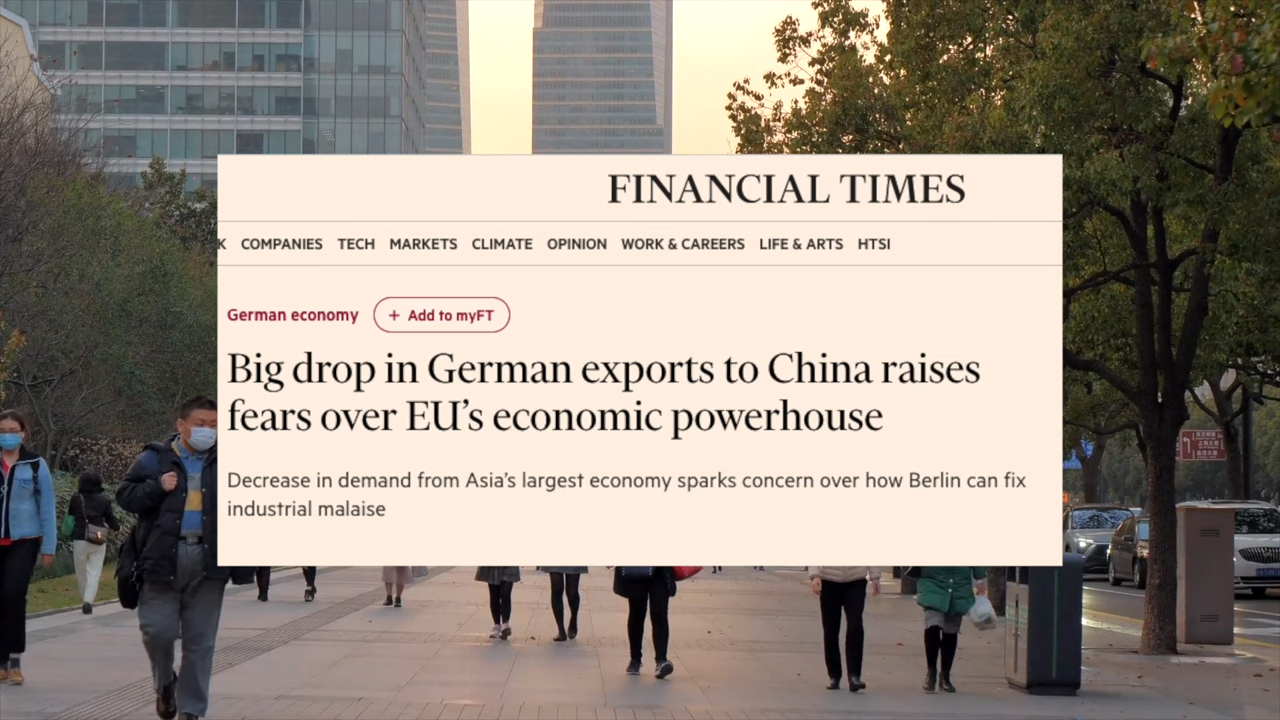 FINANCIAL TIMES
K COMPANIES TECH MARKETS CLIMATE OPINION WORK & CAREERS LIFE & ARTS HTSI
German economy + Add to myFT
Big drop in German exports to China raises
fears over EU’s economic powerhouse
Decrease in demand from Asia’s largest economy sparks concern over how Berlin can fix
industrial malaise